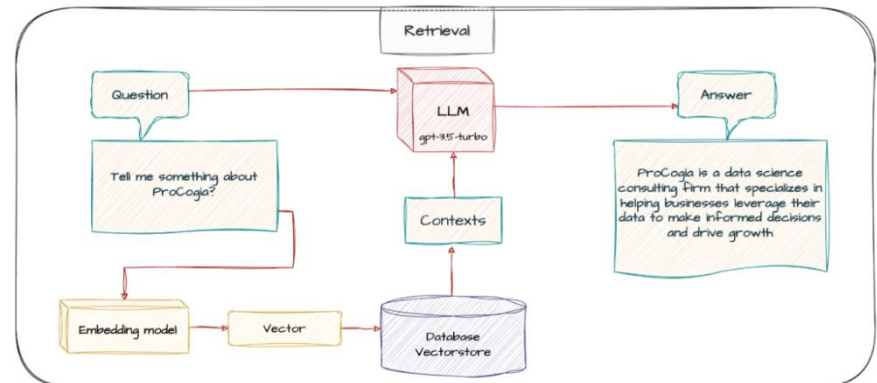 Retrieval
Question
LLM
gpt-3.5-turbo
Answer
Tell me something about
ProCogia?
Contexts
ProCogia is a data science
consulting firm that specializes in
helping businesses leverage their
data to make informed decisions
and drive growth
Embedding model
Vector
Database
Vectorstore